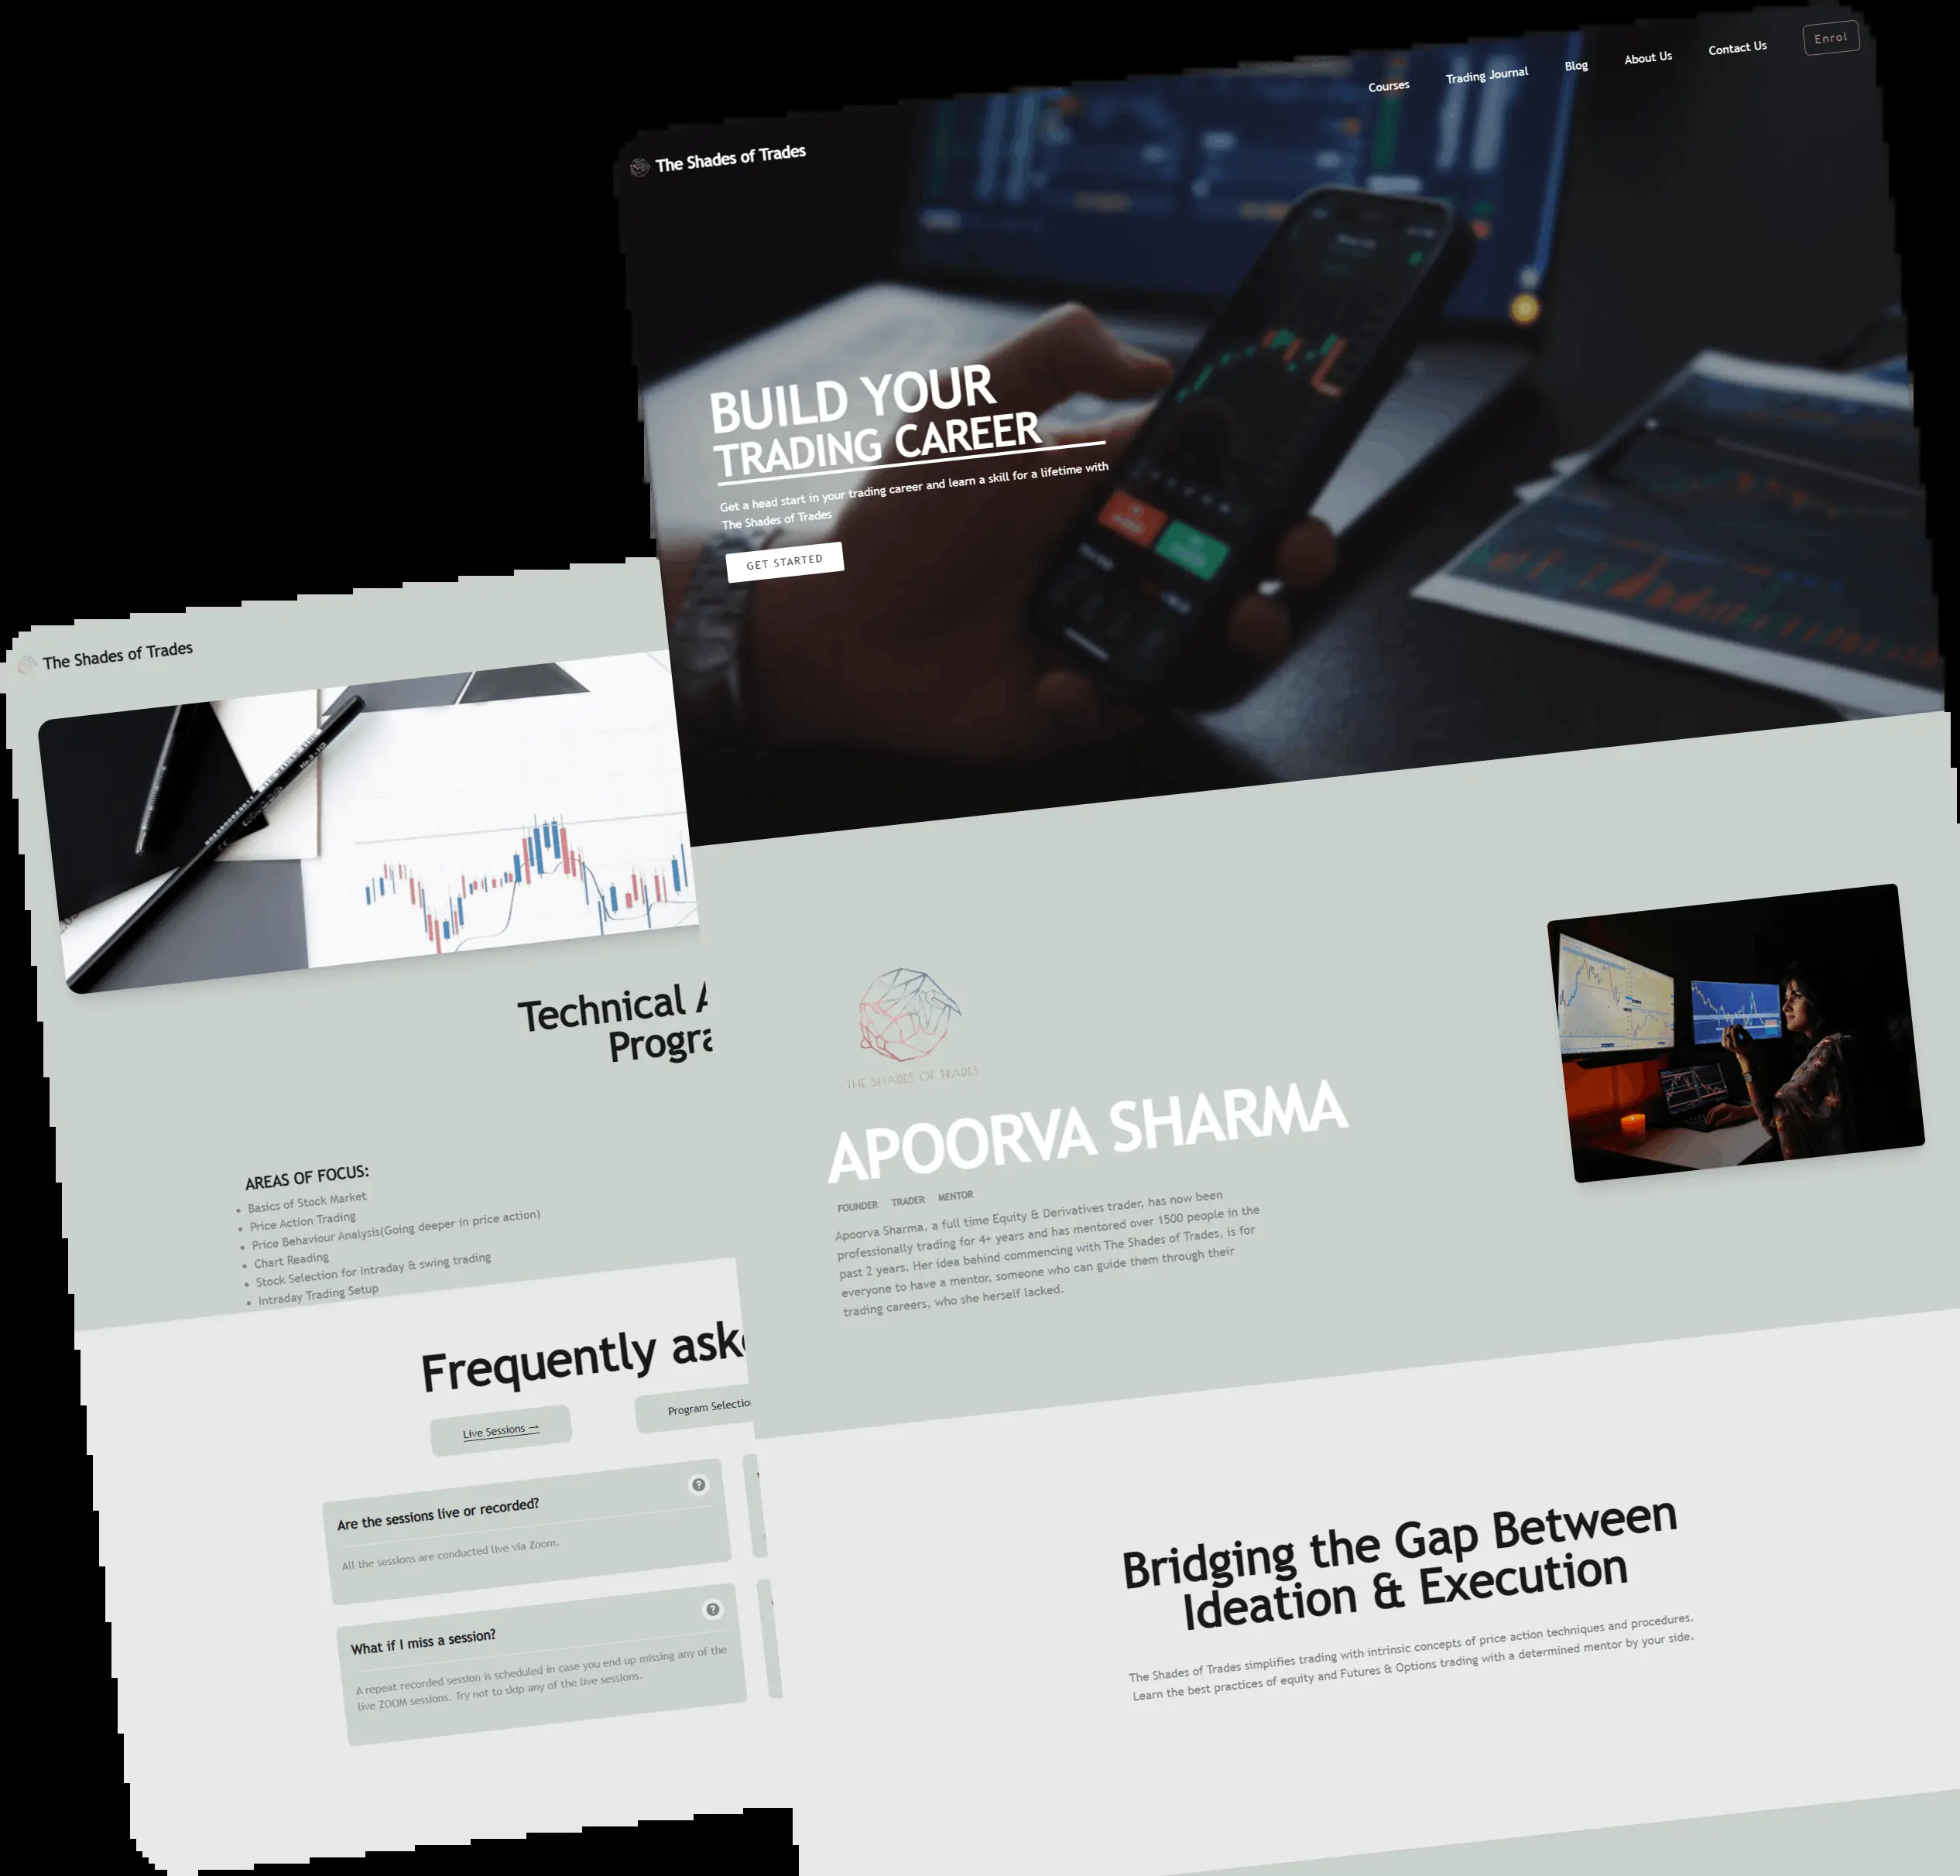 The Shades of Trades
Courses
Trading Journal
Blog
About Us
Contact Us
Enrol
BUILD YOUR
TRADING CAREER
Get a head start in your trading career and learn a skill for a lifetime with
The Shades of Trades
GET STARTED
THE SHADES OF TRADES
APOORVA SHARMA
FOUNDER TRADER MENTOR
Apoorva Sharma, a full time Equity & Derivatives trader, has now been
professionally trading for 4+ years and has mentored over 1500 people in the
past 2 years. Her idea behind commencing with The Shades of Trades, is for
everyone to have a mentor, someone who can guide them through their
trading careers, who she herself lacked.
Bridging the Gap Between
Ideation & Execution
The Shades of Trades simplifies trading with intrinsic concepts of price action techniques and procedures.
Learn the best practices of equity and Futures & Options trading with a determined mentor by your side.
The Shades of Trades
Technical
AREAS OF FOCUS:
Basics of Stock Market
Price Action Trading
Price Behaviour Analysis(Going deeper in price action)
Chart Reading
Stock Selection for Intraday & swing trading
Intraday Trading Setup
Frequently
Live Sessions →
Program
Are the sessions live or recorded?
?
All the sessions are conducted live via Zoom.
What if I miss a session?
?
A repeat recorded session is scheduled in case you end up missing any of the
live ZOOM sessions. Try not to skip any of the live sessions.